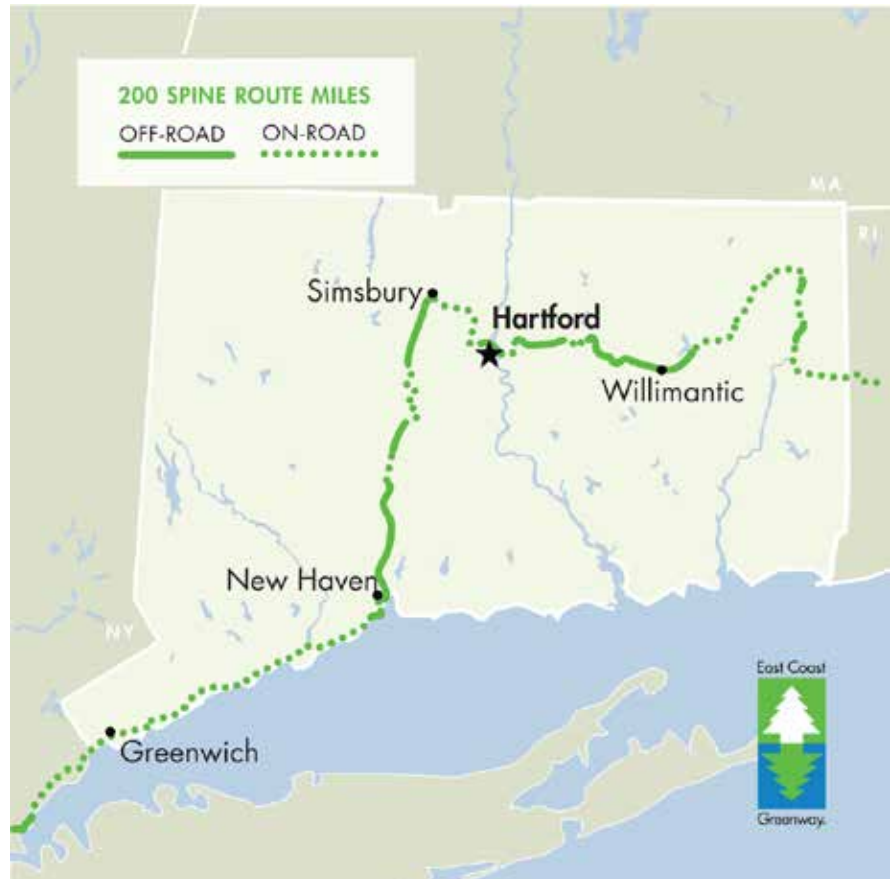 200 SPINE ROUTE MILES
OFF-ROAD ON-ROAD
MA
RI
Simsbury
Hartford
Willimantic
New Haven
NY
East Coast
Greenwich
Greenway.